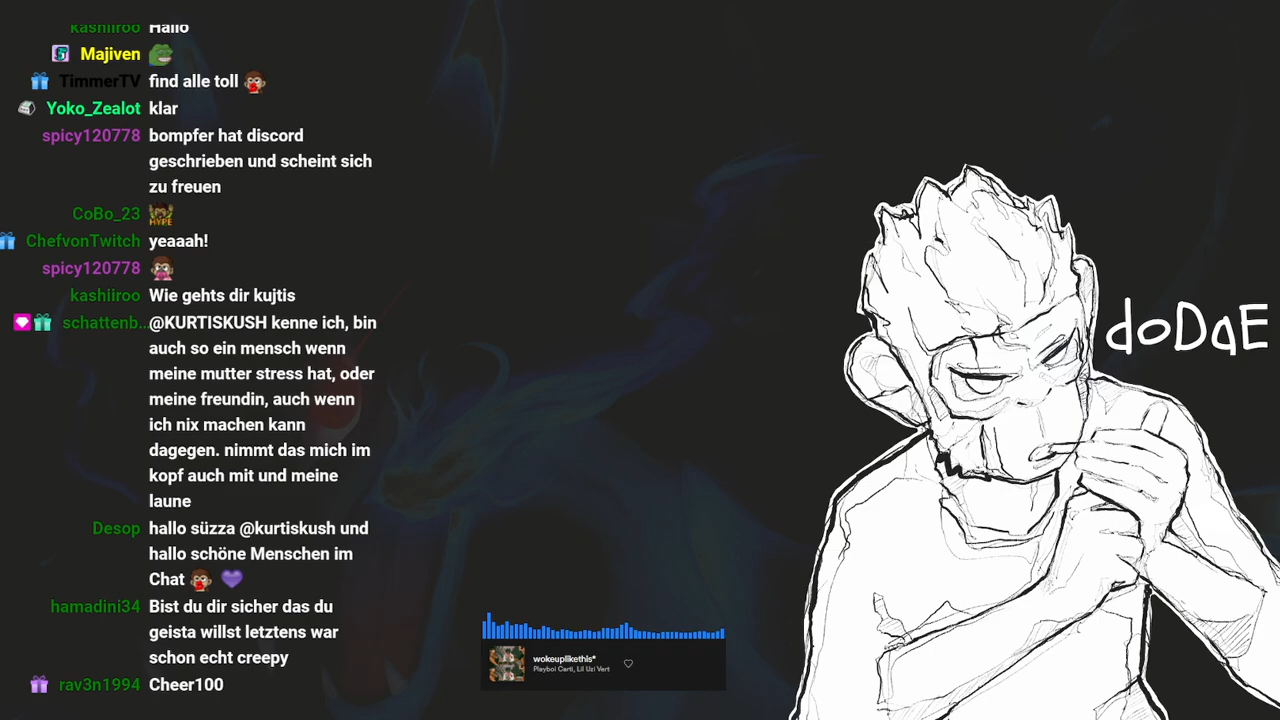 kashiiroo Hallo
Majiven
TimmerTV find alle toll
Yoko_Zealot klar
spicy120778 bompfer hat discord
geschrieben und scheint sich
zu freuen
CoBo_23 HYPE
ChefvonTwitch yeaaah!
spicy120778
kashiiroo Wie gehts dir kujtis
schattenb... @KURTISKUSH kenne ich, bin
auch so ein mensch wenn
meine mutter stress hat, oder
meine freundin, auch wenn
ich nix machen kann
dagegen. nimmt das mich im
kopf auch mit und meine
laune
Desop hallo süzza @kurtiskush und
hallo schöne Menschen im
Chat
hamadini34 Bist du dir sicher das du
geista willst letztens war
schon echt creepy
rav3n1994 Cheer100
doDaE
wokeuplikethis*
Playboi Carti, Lil Uzi Vert